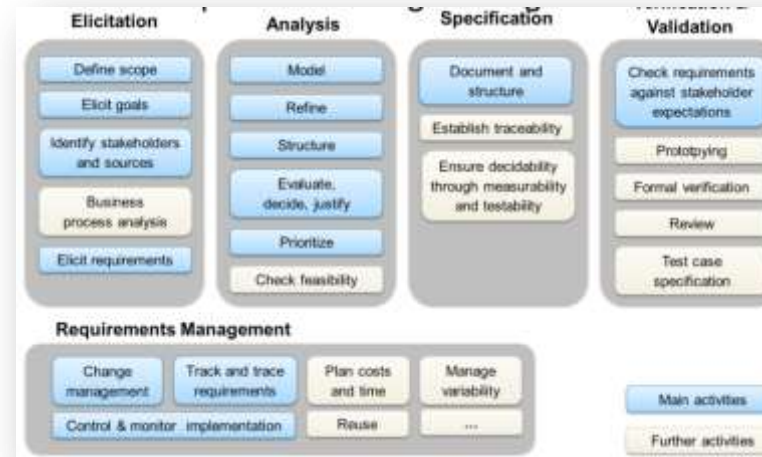 Elicitation
Define scope
Elicit goals
Identify stakeholders
and sources
Business
process analysis
Elicit requirements
Analysis
Model
Refine
Structure
Evaluate,
decide, justify
Prioritize
Check feasibility
Specification
Document and
structure
Establish traceability
Ensure decidability
through measurability
and testability
Validation
Check requirements
against stakeholder
expectations
Prototpying
Formal verification
Review
Test case
specification
Requirements Management
Change
management
Track and trace
requirements
Plan costs
and time
Manage
variability
Control & monitor implementation
Reuse
...
Main activities
Further activities